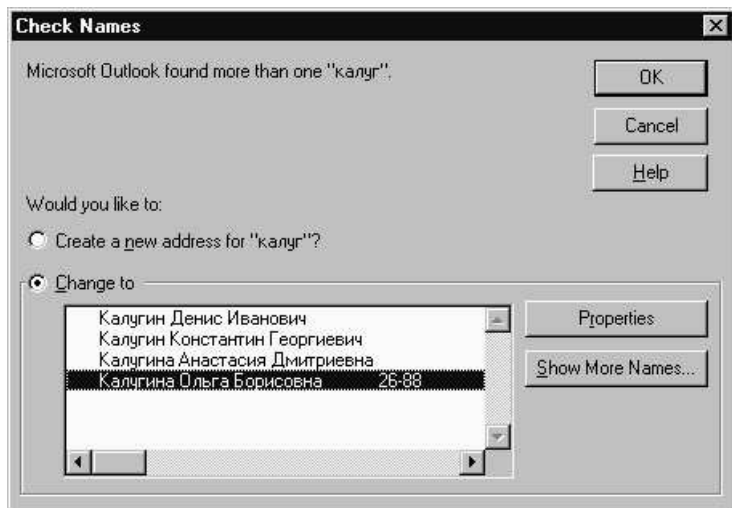 Check Names
Microsoft Outlook found more than one "калуг".
OK
Cancel
Help
Would you like to:
Create a new address for "калуг"?
Change to
Калугин Денис Иванович
Калугин Константин Георгиевич
Калугина Анастасия Дмитриевна
Калугина Ольга Борисовна 26-88
Properties
Show More Names...